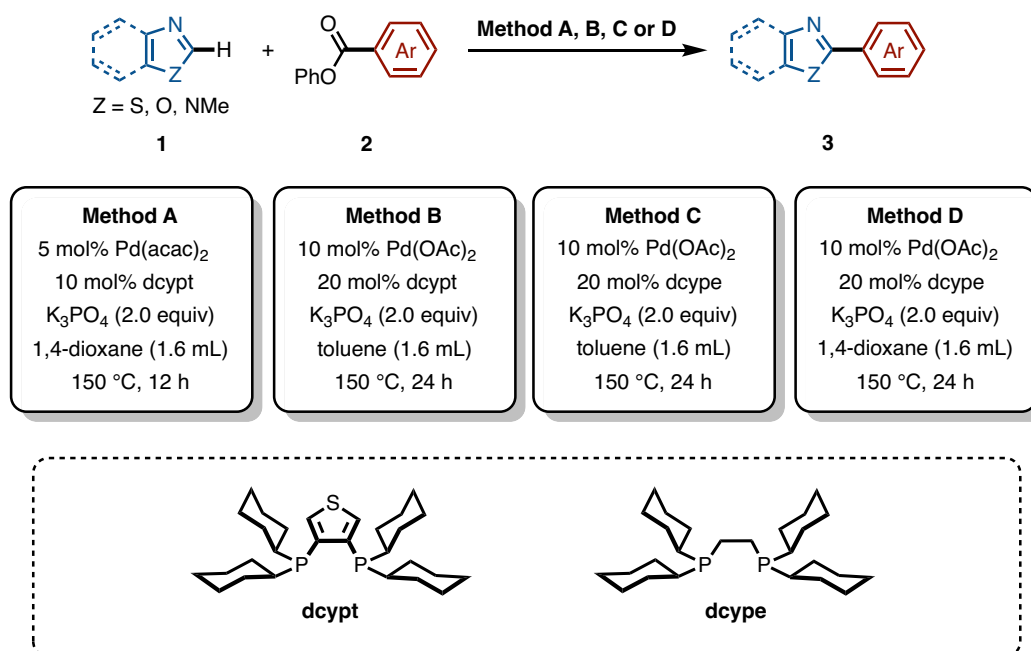 Method A, B, C or D
N
H
Z
+
O
PhO
Ar
N
Z
Ar
Z = S, O, NMe
1
2
3
Method A
5 mol% Pd(acac)₂
10 mol% dcypt
K₃PO₄ (2.0 equiv)
1,4-dioxane (1.6 mL)
150 °C, 12 h
Method B
10 mol% Pd(OAc)₂
20 mol% dcypt
K₃PO₄ (2.0 equiv)
toluene (1.6 mL)
150 °C, 24 h
Method C
10 mol% Pd(OAc)₂
20 mol% dcype
K₃PO₄ (2.0 equiv)
toluene (1.6 mL)
150 °C, 24 h
Method D
10 mol% Pd(OAc)₂
20 mol% dcype
K₃PO₄ (2.0 equiv)
1,4-dioxane (1.6 mL)
150 °C, 24 h
S
P
P
dcypt
P
P
dcype